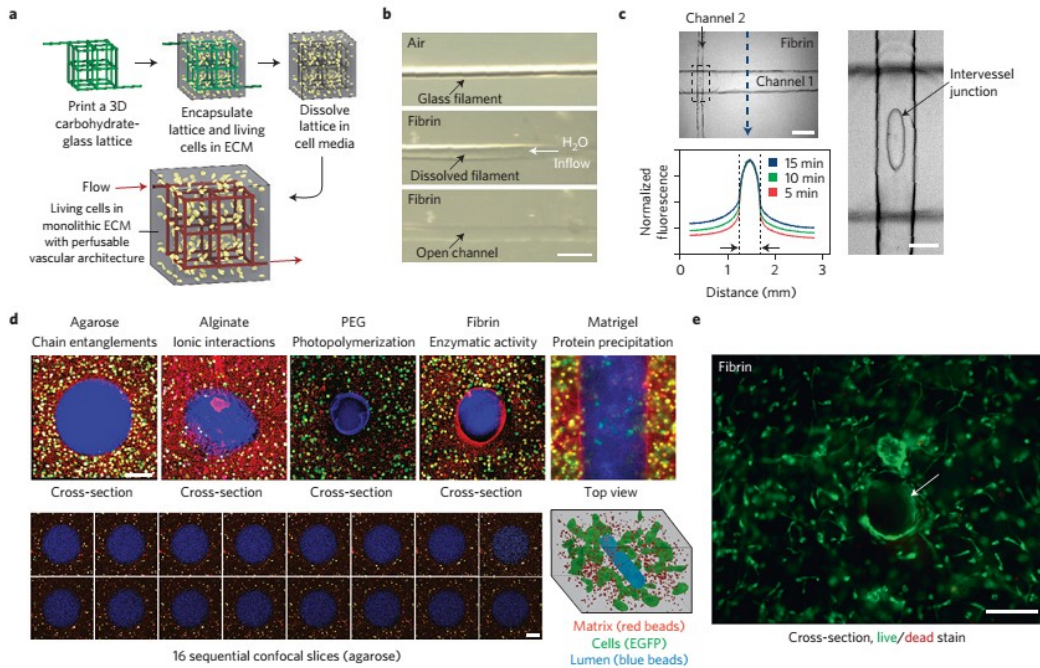 a
Print a 3D
carbohydrate-
glass lattice
Encapsulate
lattice and living
cells in ECM
Dissolve
lattice in
cell media
Flow
Living cells in
monolithic ECM
with perfusable
vascular architecture
b
Air
Glass filament
Fibrin
H₂O
Inflow
Dissolved filament
Fibrin
Open channel
c
Channel 2
Fibrin
Channel 1
Intervessel
junction
Normalized
fluorescence
15 min
10 min
5 min
0 1 2 3
Distance (mm)
d
Agarose
Chain entanglements
Alginate
Ionic interactions
PEG
Photopolymerization
Fibrin
Enzymatic activity
Matrigel
Protein precipitation
Cross-section
Cross-section
Cross-section
Cross-section
Top view
16 sequential confocal slices (agarose)
Matrix (red beads)
Cells (EGFP)
Lumen (blue beads)
e
Fibrin
Cross-section, live/dead stain